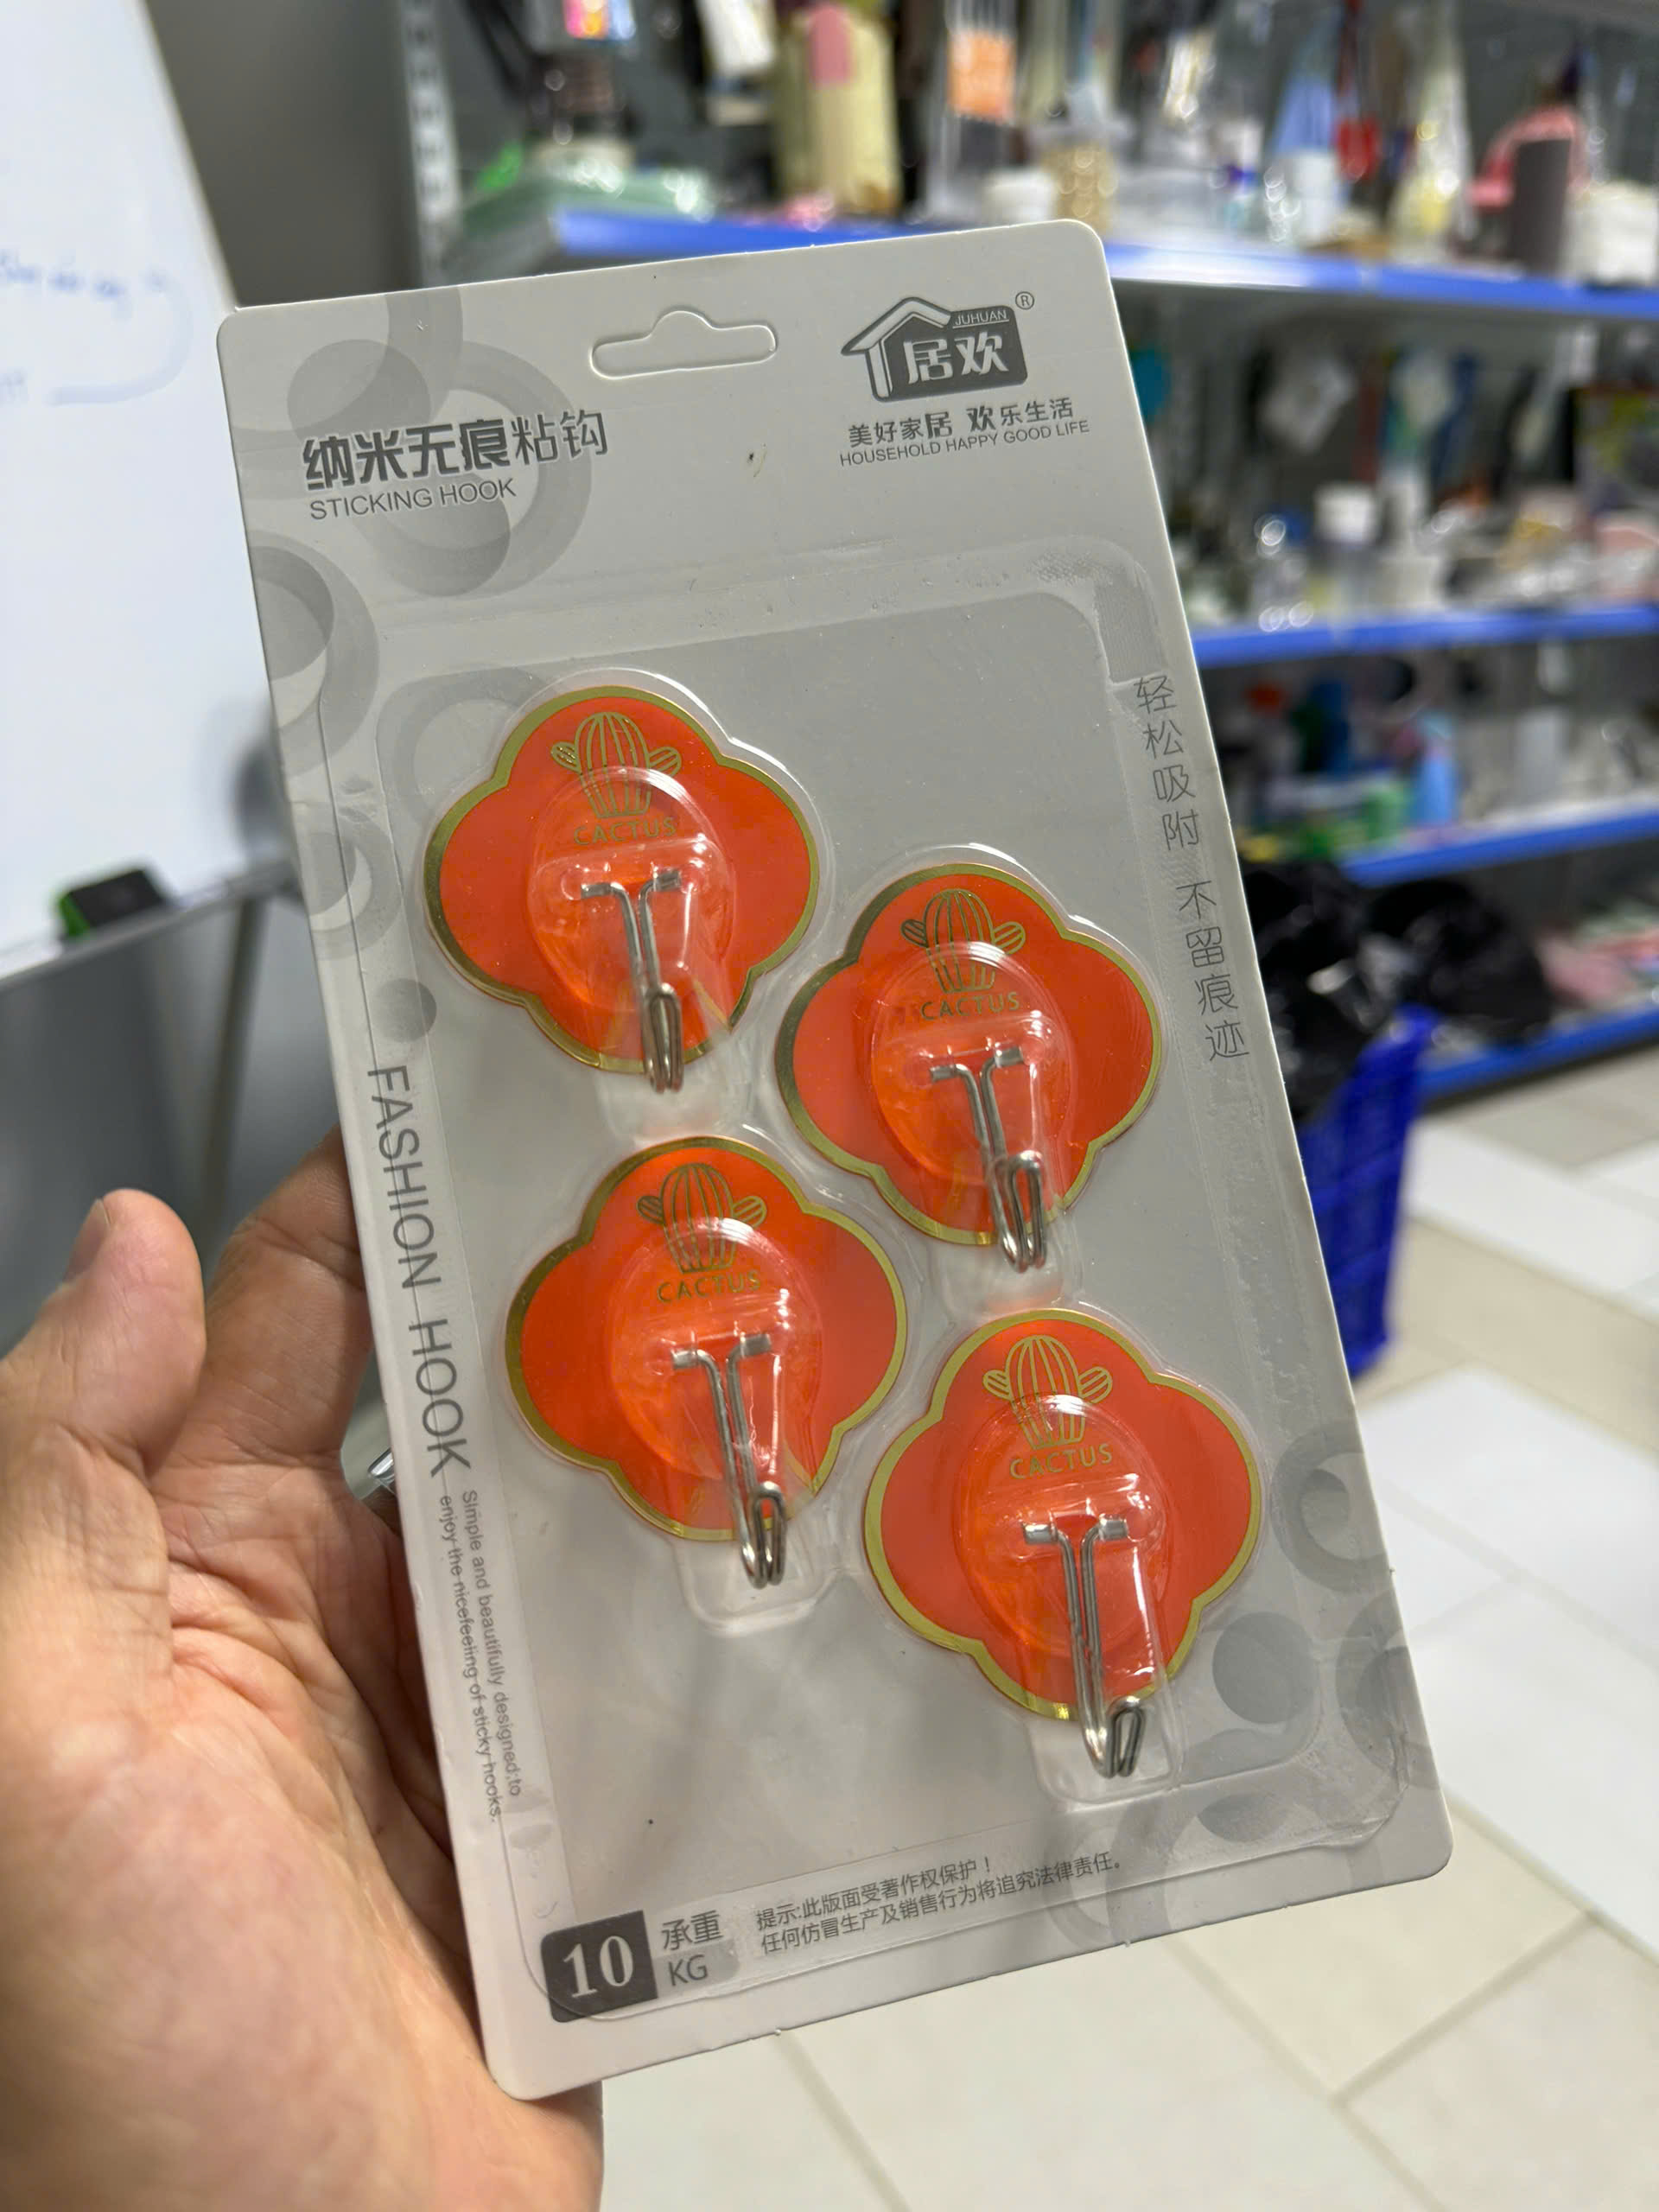 JUHUAN
居欢®
美好家居 欢乐生活
HOUSEHOLD HAPPY GOOD LIFE
纳米无痕粘钩
STICKING HOOK
轻松吸附 不留痕迹
CACTUS
CACTUS
CACTUS
CACTUS
FASHION HOOK
Simple and beautifully designed,to
enjoy the nicefeeling of sticky hooks.
10
承重
KG
提示:此版面受著作权保护！
任何仿冒生产及销售行为将追究法律责任。